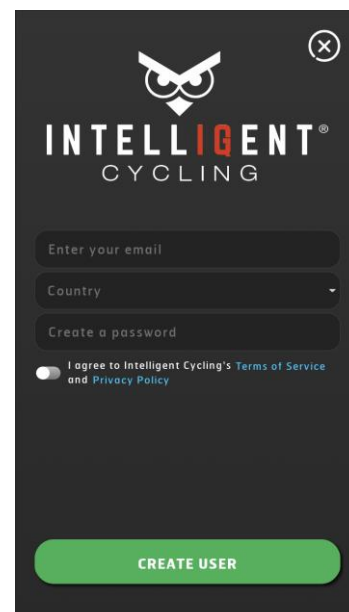 INTELLIGENT®
CYCLING
Enter your email
Country
Create a password
I agree to Intelligent Cycling's Terms of Service
and Privacy Policy
CREATE USER